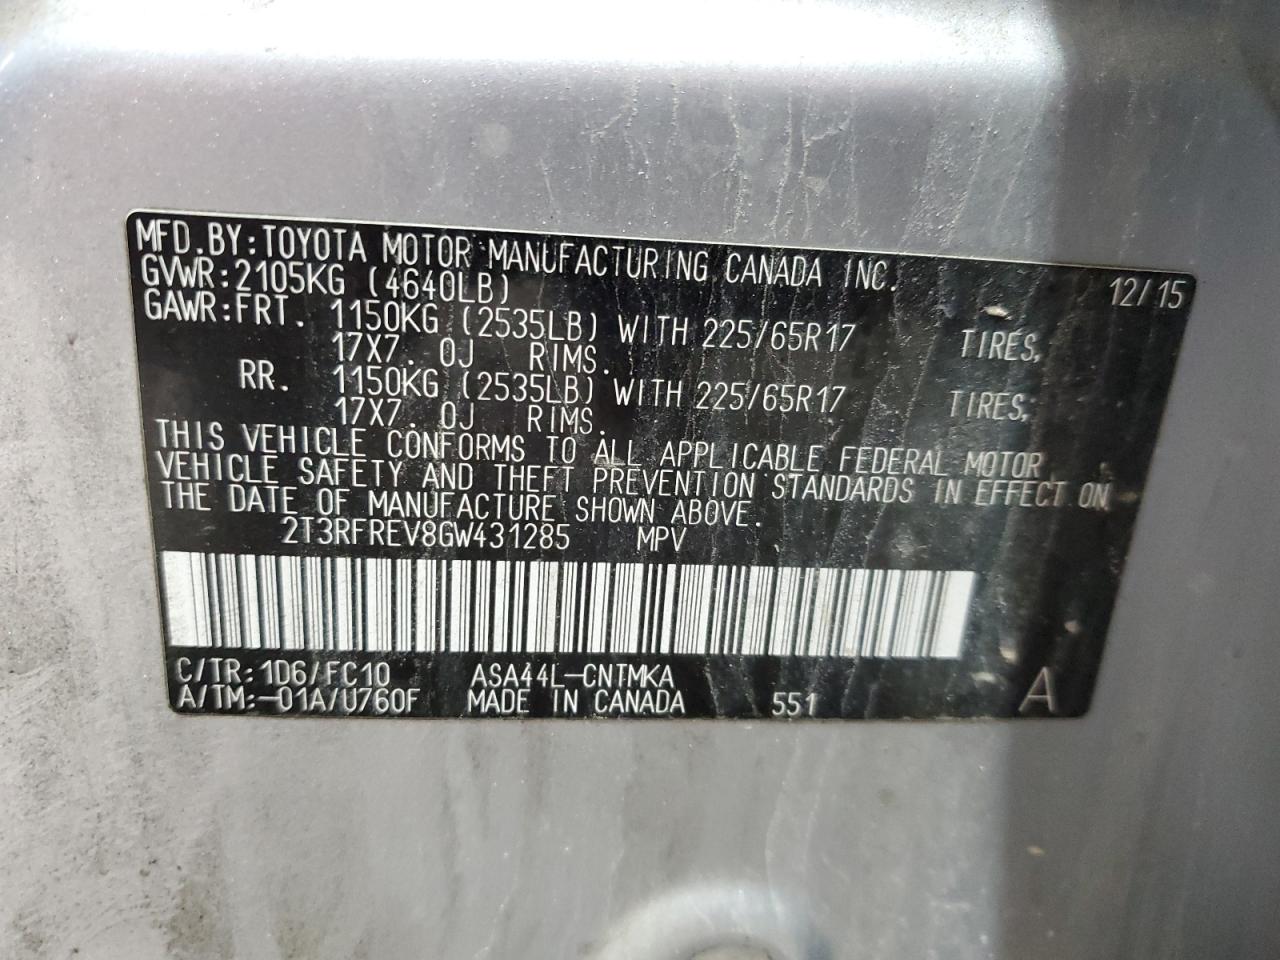 MFD.BY:TOYOTA MOTOR MANUFACTURING CANADA INC. 12/15
GVWR:2105KG (4640LB)
GAWR:FRT. 1150KG (2535LB) WITH 225/65R17 TIRES,
17X7.0J RIMS.
RR. 1150KG (2535LB) WITH 225/65R17 TIRES,
17X7.0J RIMS.
THIS VEHICLE CONFORMS TO ALL APPLICABLE FEDERAL MOTOR
VEHICLE SAFETY AND THEFT PREVENTION STANDARDS IN EFFECT ON
THE DATE OF MANUFACTURE SHOWN ABOVE.
2T3RFREV8GW431285 MPV
C/TR:1D6/FC10 ASA44L-CNTMKA
A/TM:-01A/U760F MADE IN CANADA 551 A